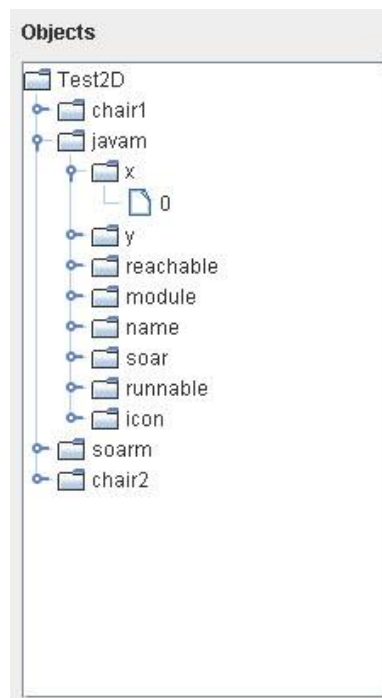 Objects
Test2D
chair1
javam
x
0
y
reachable
module
name
soar
runnable
icon
soarm
chair2